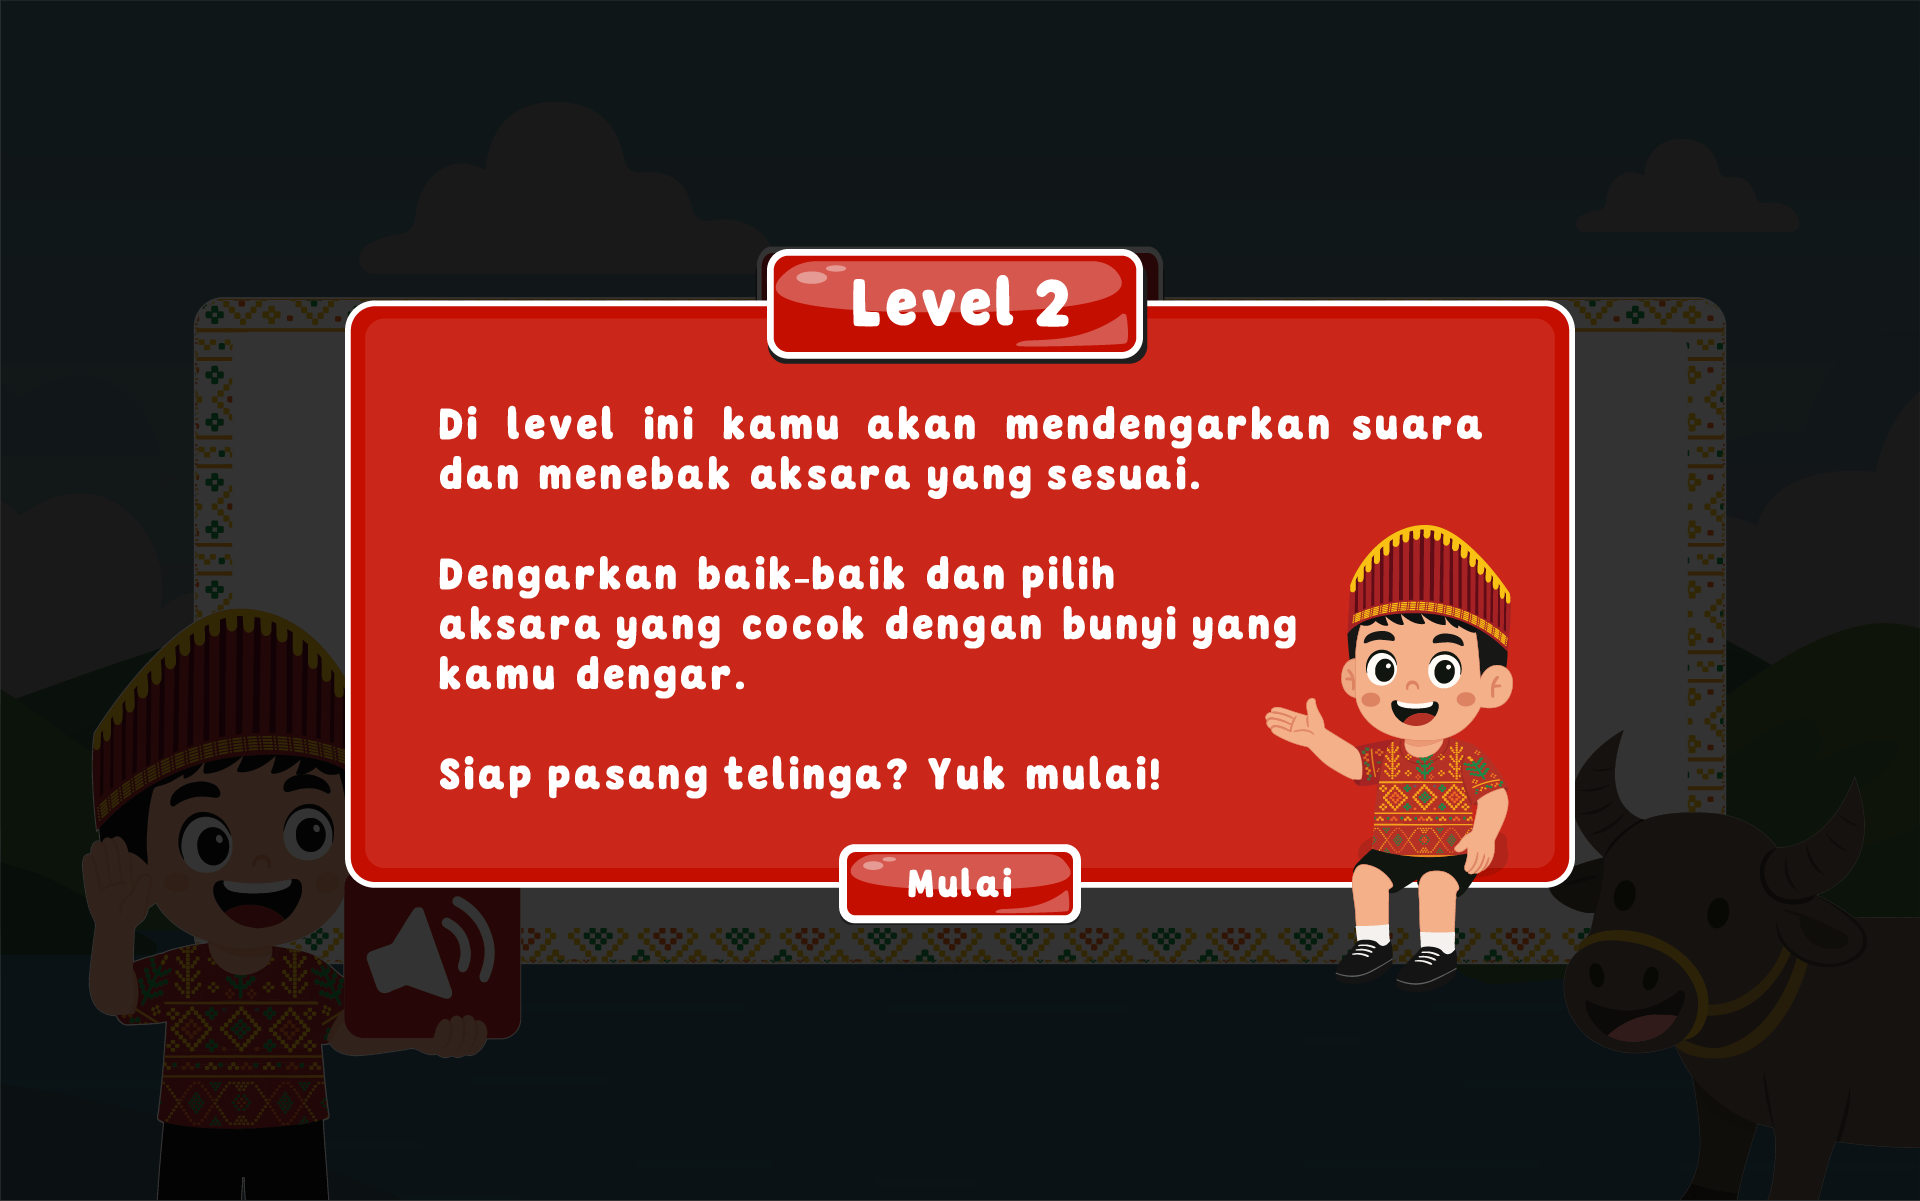 Level 2
Di level ini kamu akan mendengarkan suara
dan menebak aksara yang sesuai.
Dengarkan baik-baik dan pilih
aksara yang cocok dengan bunyi yang
kamu dengar.
Siap pasang telinga? Yuk mulai!
Mulai